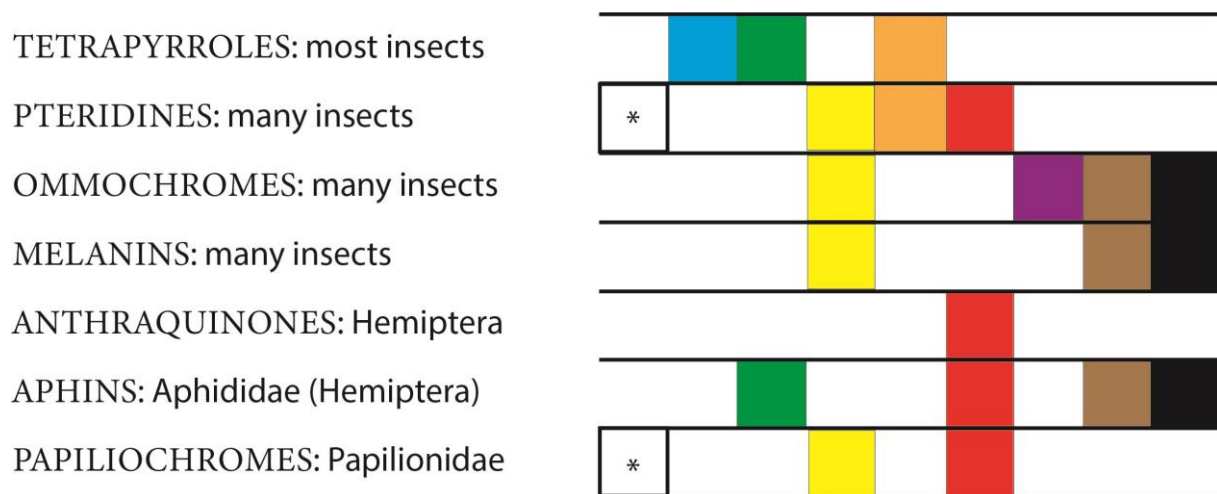 TETRAPYRROLES: most insects
PTERIDINES: many insects *
OMMOCHROMES: many insects
MELANINS: many insects
ANTHRAQUINONES: Hemiptera
APHINS: Aphididae (Hemiptera)
PAPILIOCHROMES: Papilionidae *